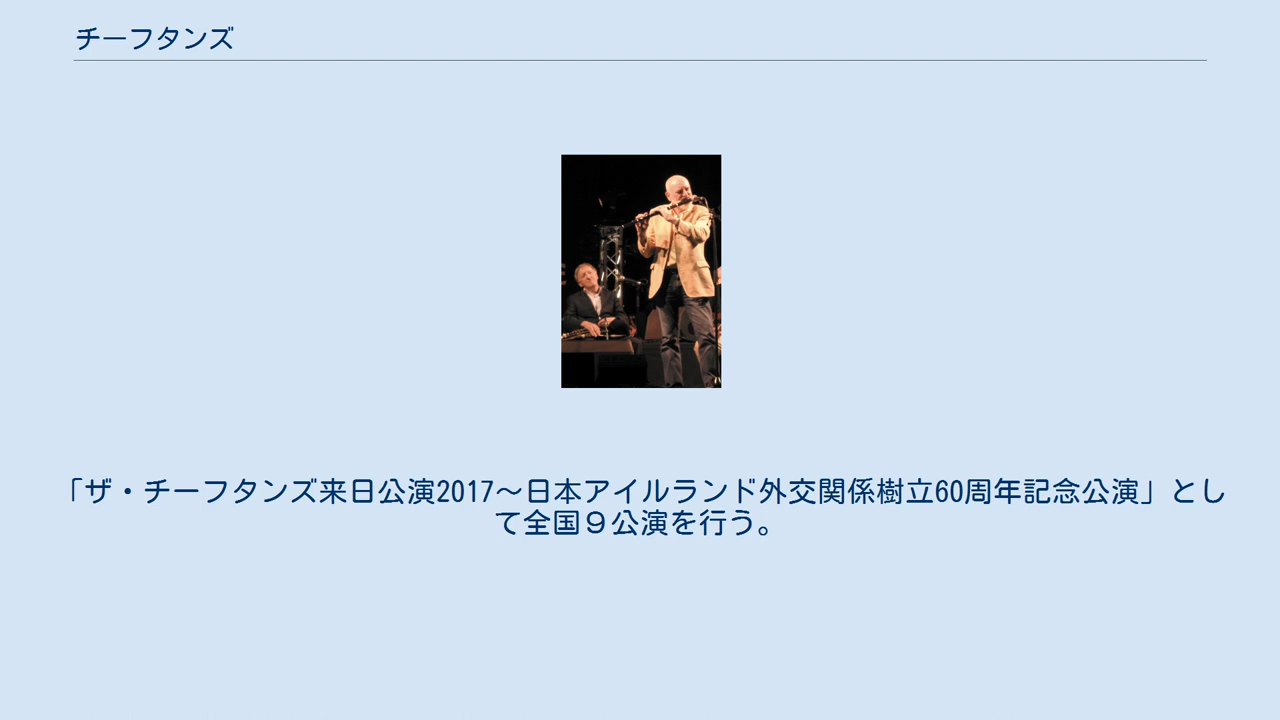 チーフタンズ
「ザ・チーフタンズ来日公演2017〜日本アイルランド外交関係樹立60周年記念公演」とし
て全国９公演を行う。